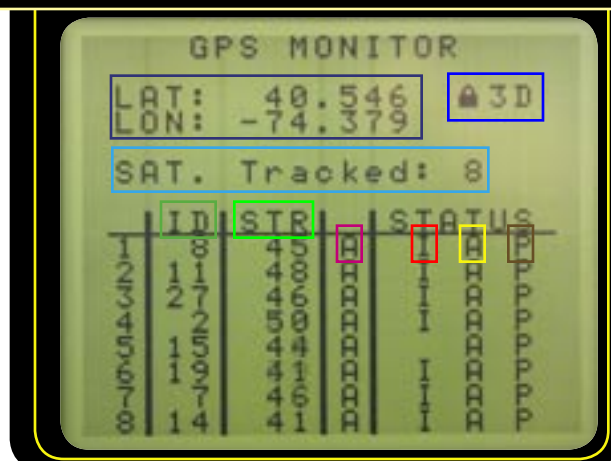 GPS MONITOR
LAT: 40.546 3D
LON: -74.379
SAT. Tracked: 8
ID STR STATUS
1 8 45 A I A P
2 11 48 A I A P
3 27 46 A I A P
4 2 50 A I A P
5 15 44 A A P
6 19 41 A I A P
7 7 46 A I A P
8 14 41 A I A P